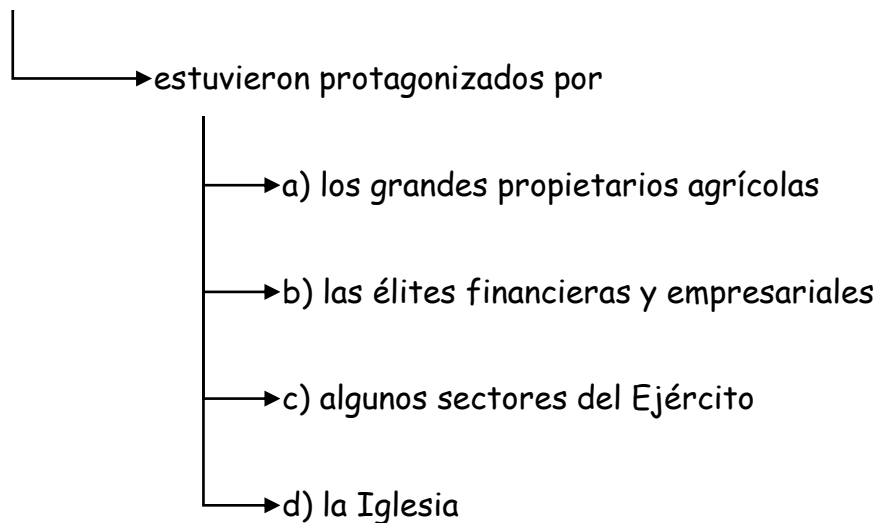 estuvieron protagonizados por
a) los grandes propietarios agrícolas
b) las élites financieras y empresariales
c) algunos sectores del Ejército
d) la Iglesia